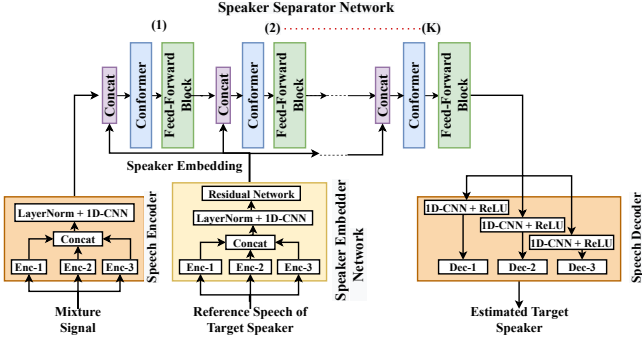 Speaker Separator Network
(1)
(2)
(K)
Concat
Conformer
Feed-Forward
Block
Concat
Conformer
Feed-Forward
Block
Concat
Conformer
Feed-Forward
Block
Speaker Embedding
LayerNorm + 1D-CNN
Concat
Enc-1
Enc-2
Enc-3
Speech Encoder
Mixture
Signal
Residual Network
LayerNorm + 1D-CNN
Concat
Enc-1
Enc-2
Enc-3
Speaker Embedder
Network
Reference Speech of
Target Speaker
1D-CNN + ReLU
1D-CNN + ReLU
1D-CNN + ReLU
Dec-1
Dec-2
Dec-3
Speech Decoder
Estimated Target
Speaker